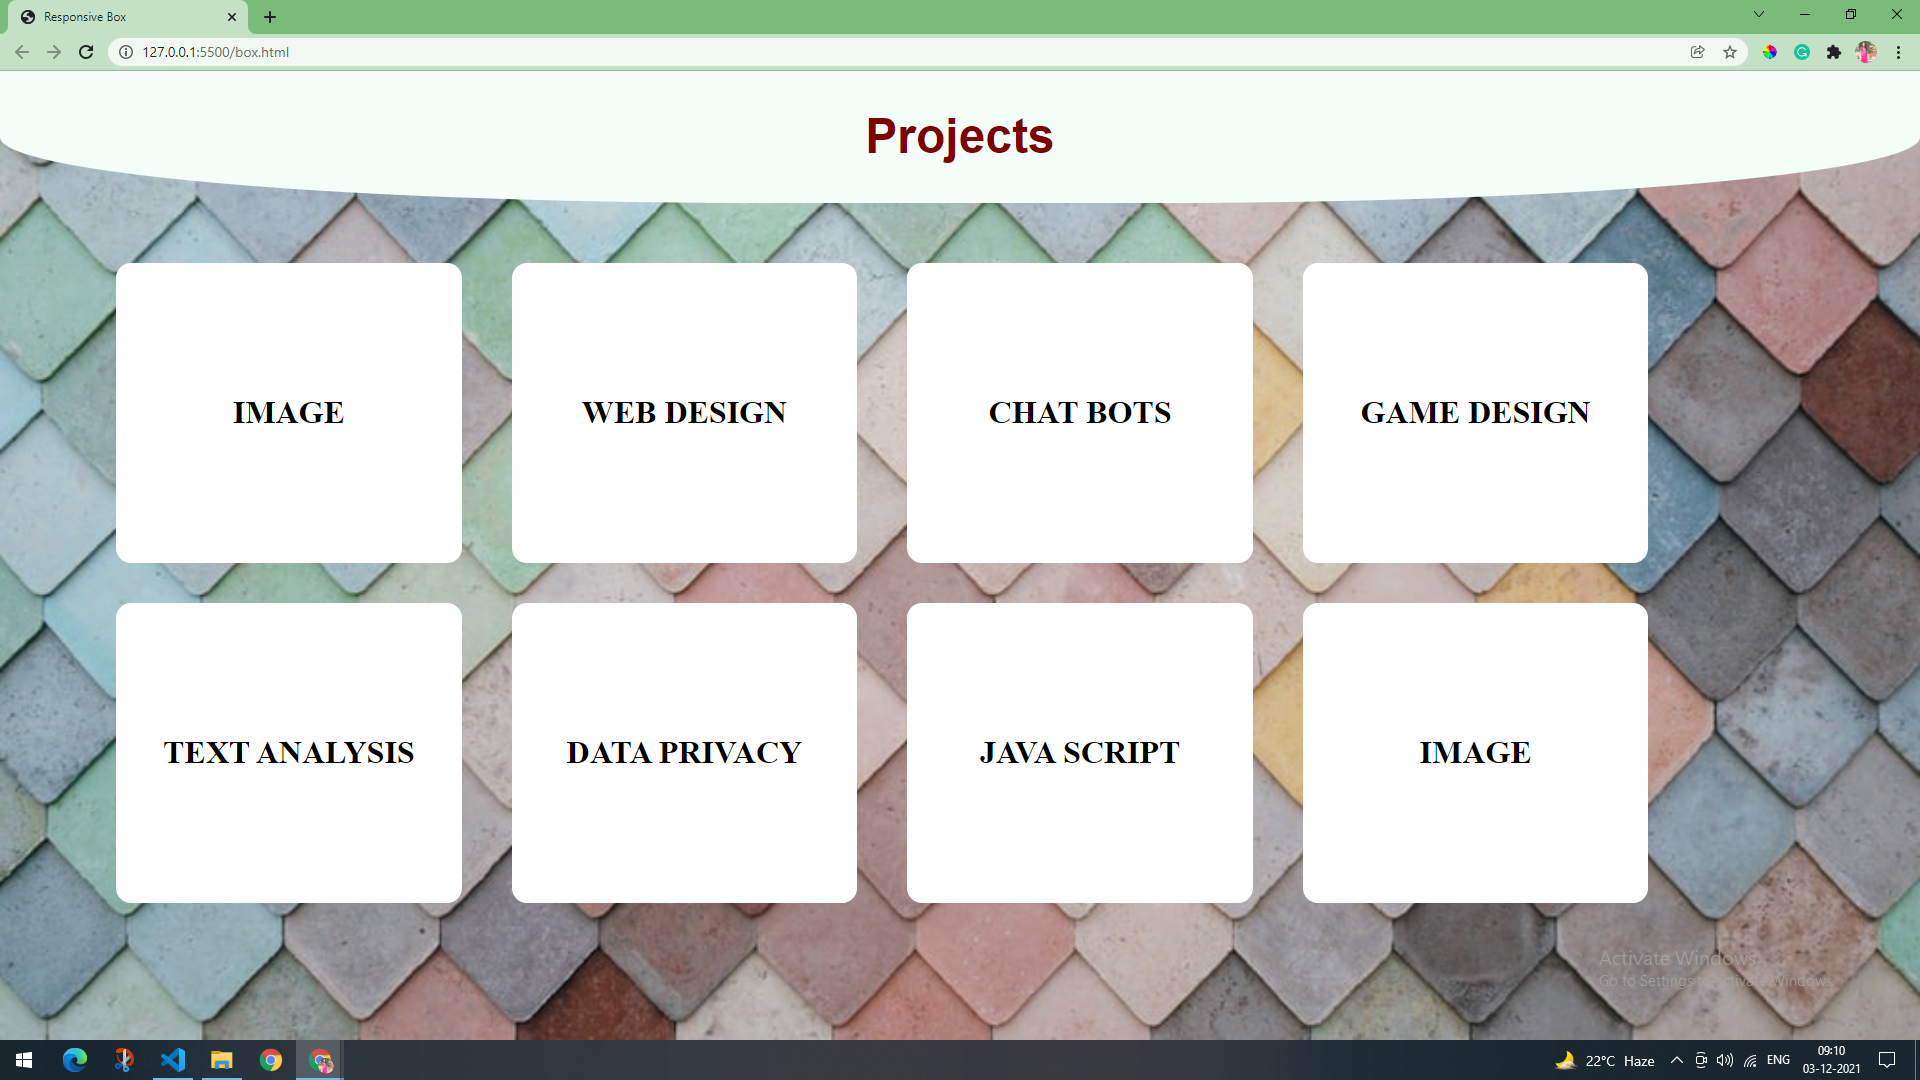 Responsive Box
127.0.0.1:5500/box.html
Projects
IMAGE
WEB DESIGN
CHAT BOTS
GAME DESIGN
TEXT ANALYSIS
DATA PRIVACY
JAVA SCRIPT
IMAGE
Activate Windows
Go to Settings to activate Windows.
22°C Haze
ENG
09:10
03-12-2021